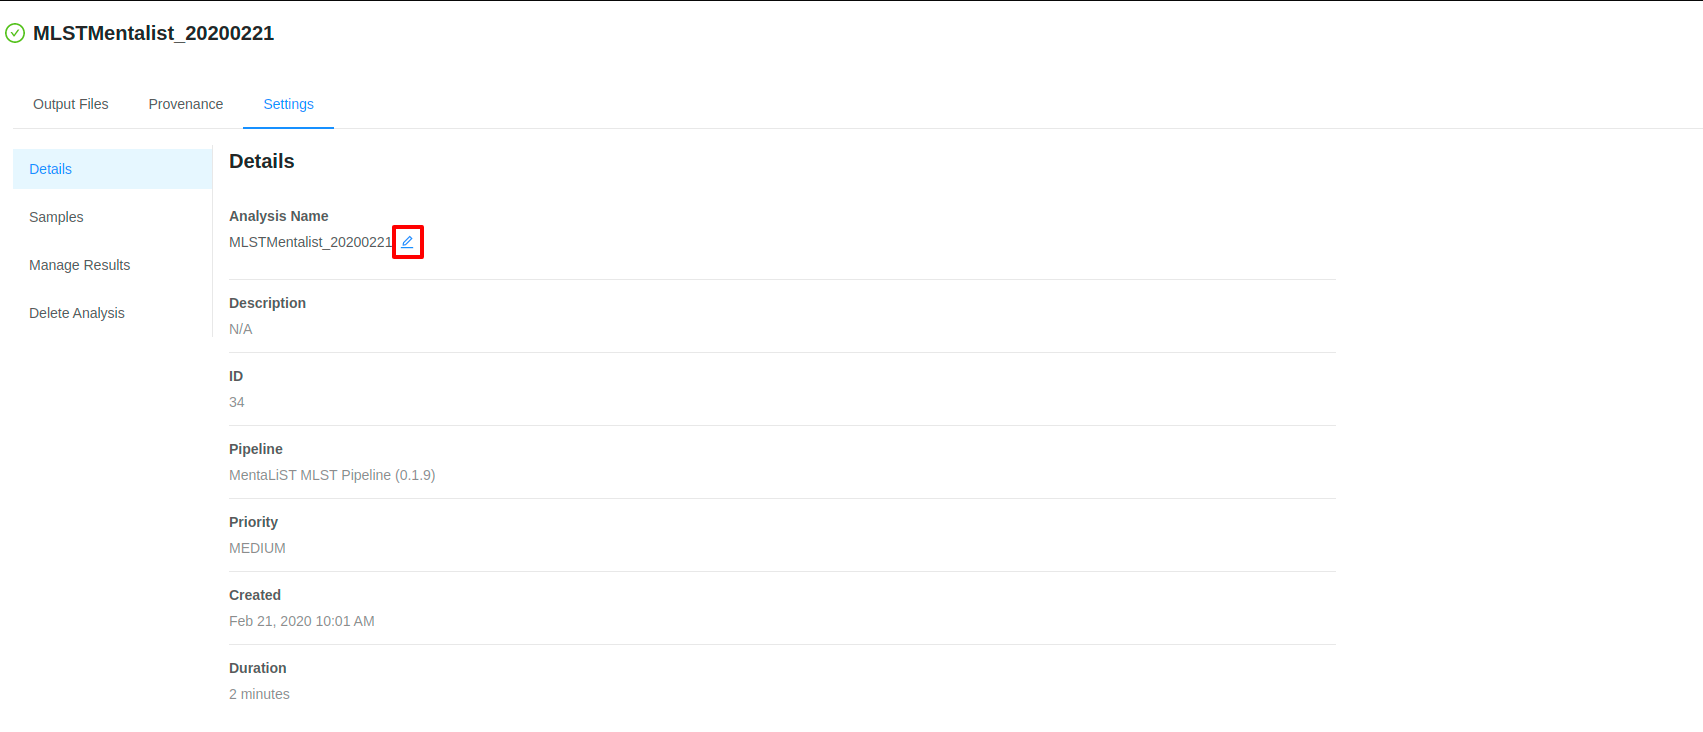 MLSTMentalist_20200221
Output Files Provenance Settings
Details
Samples
Manage Results
Delete Analysis
Details
Analysis Name
MLSTMentalist_20200221
Description
N/A
ID
34
Pipeline
MentaLiST MLST Pipeline (0.1.9)
Priority
MEDIUM
Created
Feb 21, 2020 10:01 AM
Duration
2 minutes